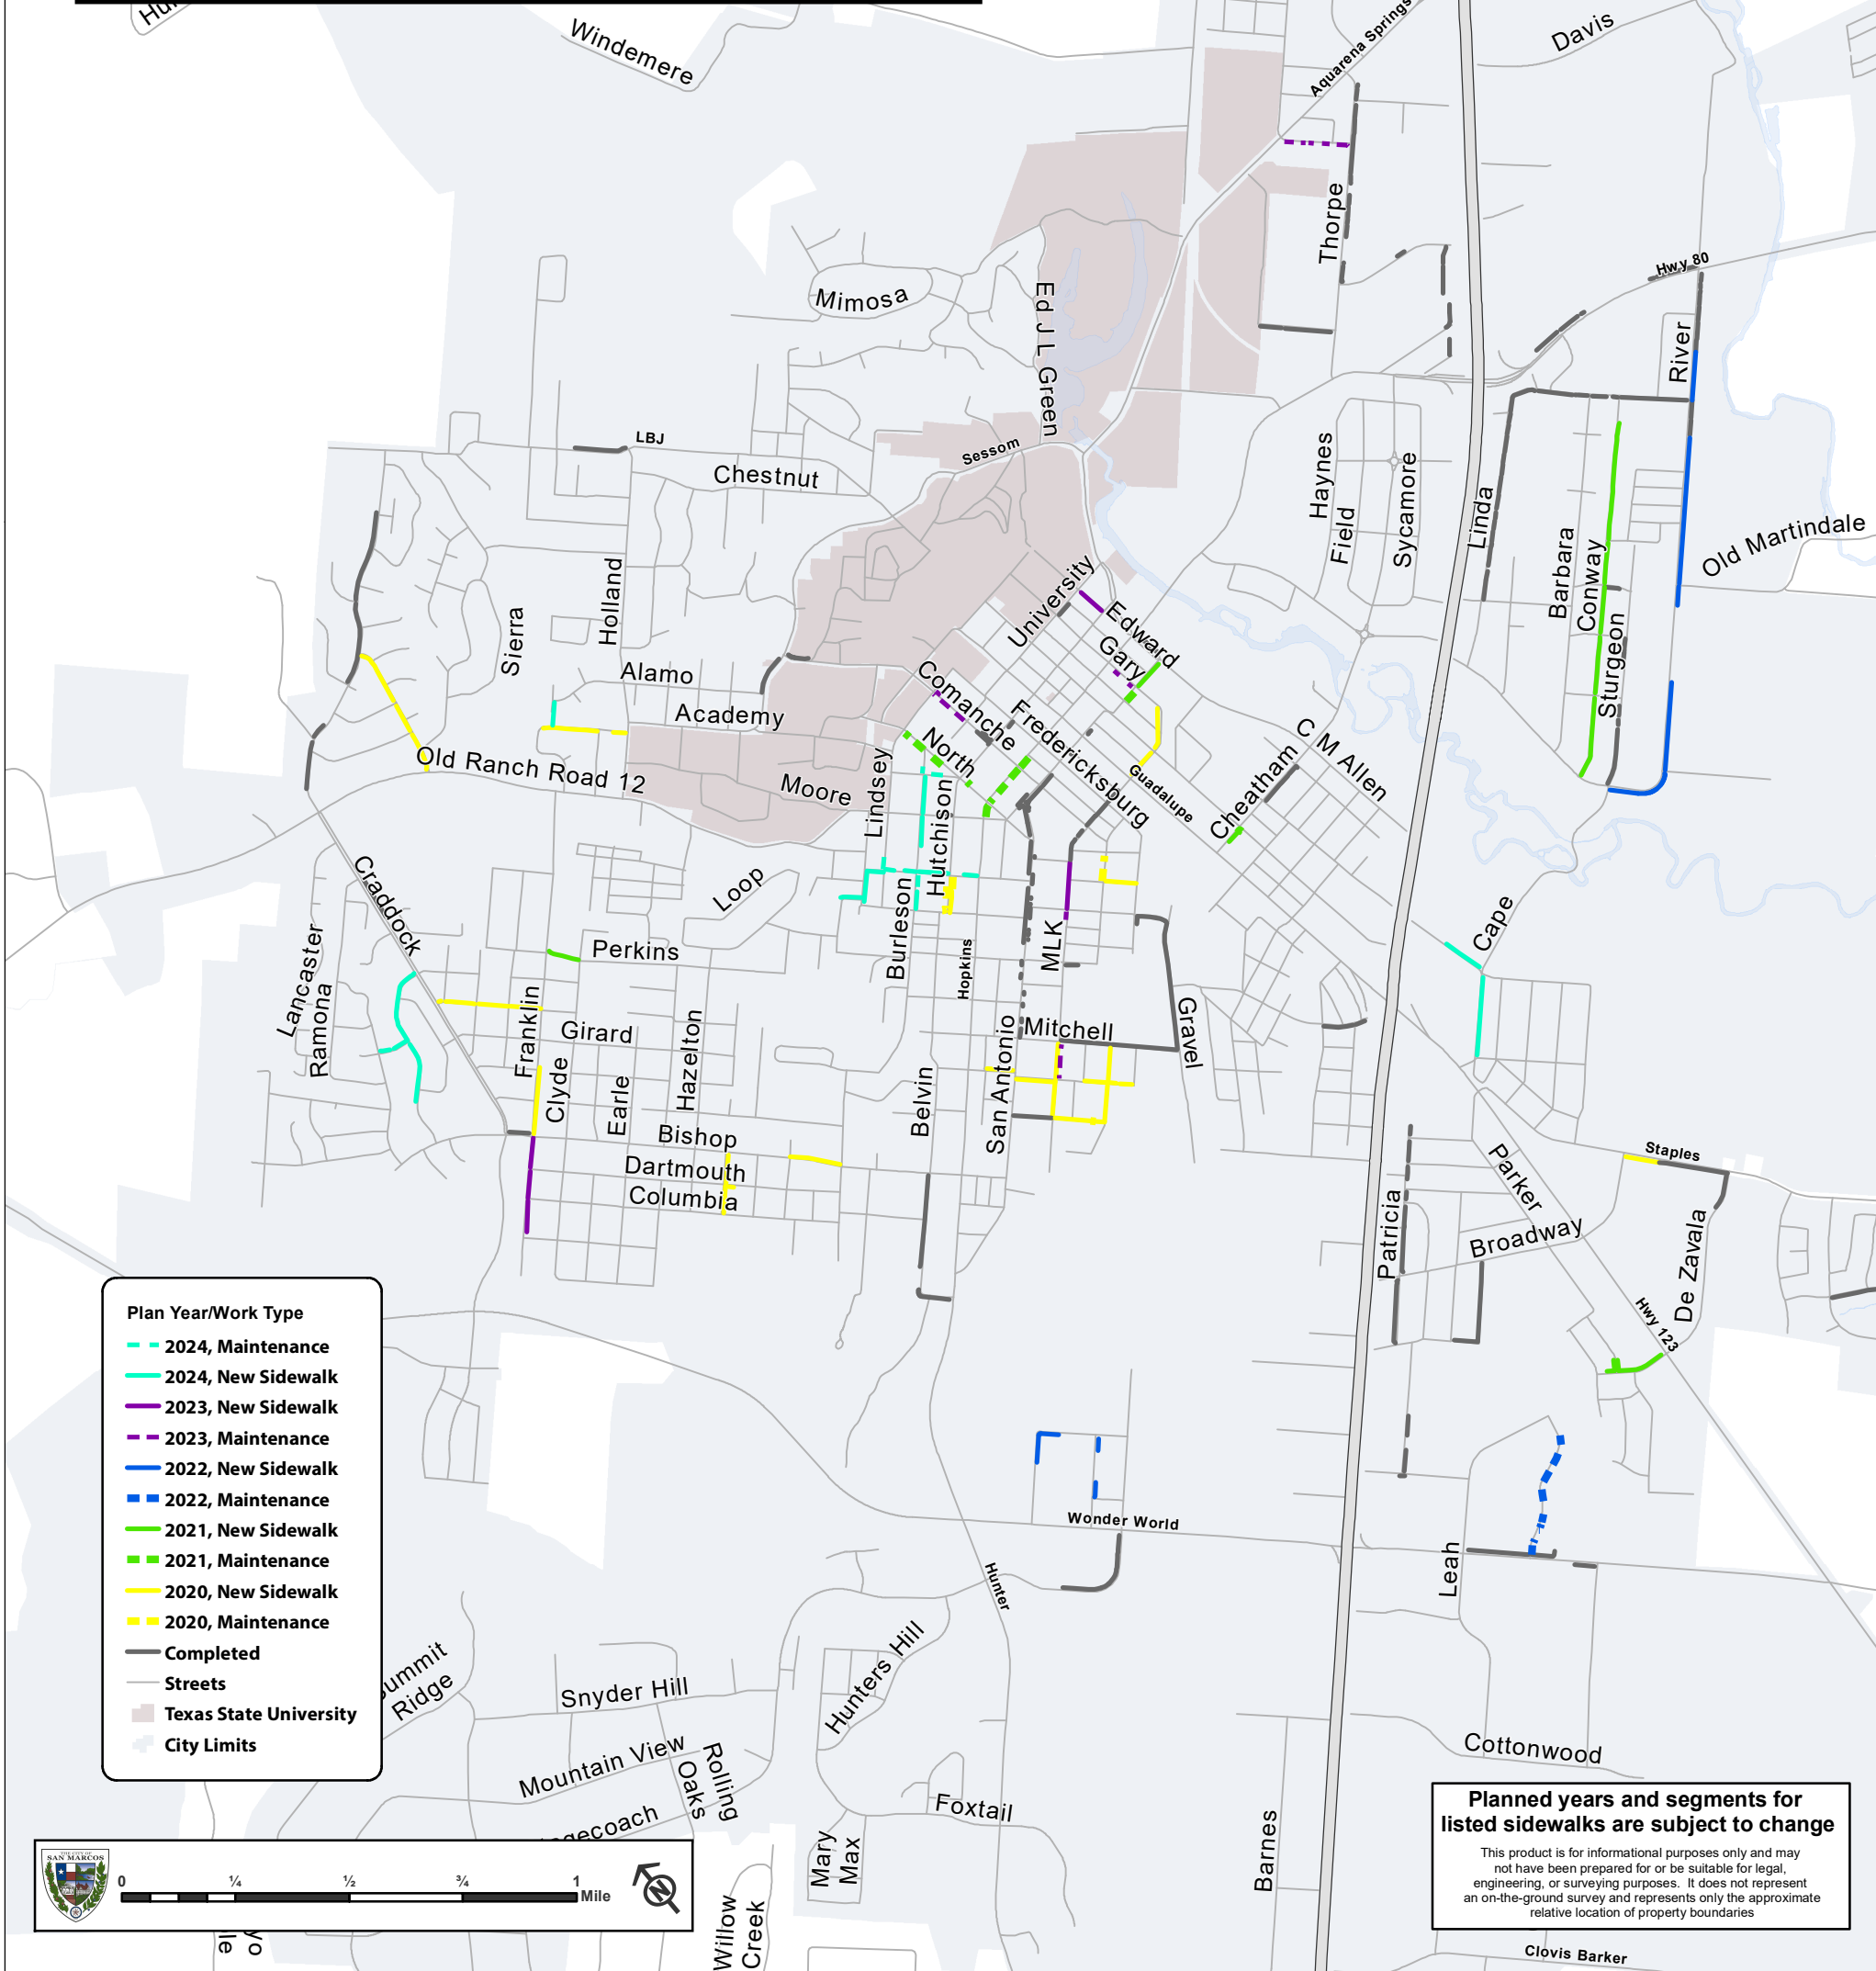 Windemere
Aquarena Springs
Davis
Thorpe
Hwy 80
Mimosa
Ed J L Green
River
LBJ
Sessom
Chestnut
Haynes
Field
Sycamore
Linda
Barbara
Conway
Old Martindale
Sturgeon
Holland
Sierra
University
Edward
Gary
Alamo
Comanche
Academy
Fredericksburg
North
C M Allen
Old Ranch Road 12
Moore
Lindsey
Hutchison
Guadalupe
Cheatham
Craddock
Loop
Burleson
Cape
Lancaster
Ramona
Perkins
Hopkins
MLK
Franklin
Girard
Hazelton
Mitchell
Gravel
Clyde
Earle
Belvin
San Antonio
Bishop
Dartmouth
Columbia
Staples
Parker
Patricia
Broadway
De Zavala
Hwy 123
Plan Year/Work Type
2024, Maintenance
2024, New Sidewalk
2023, New Sidewalk
2023, Maintenance
2022, New Sidewalk
2022, Maintenance
2021, New Sidewalk
2021, Maintenance
2020, New Sidewalk
2020, Maintenance
Completed
Streets
Texas State University
City Limits
Wonder World
Leah
Hunter
Ridge
Snyder Hill
Hunters Hill
Mountain View
Rolling
Oaks
Foxtail
Mary
Max
Barnes
Cottonwood
Willow
Creek
Clovis Barker
THE CITY OF
SAN MARCOS
0 ¼ ½ ¾ 1
Mile
N
Planned years and segments for
listed sidewalks are subject to change
This product is for informational purposes only and may
not have been prepared for or be suitable for legal,
engineering, or surveying purposes. It does not represent
an on-the-ground survey and represents only the approximate
relative location of property boundaries